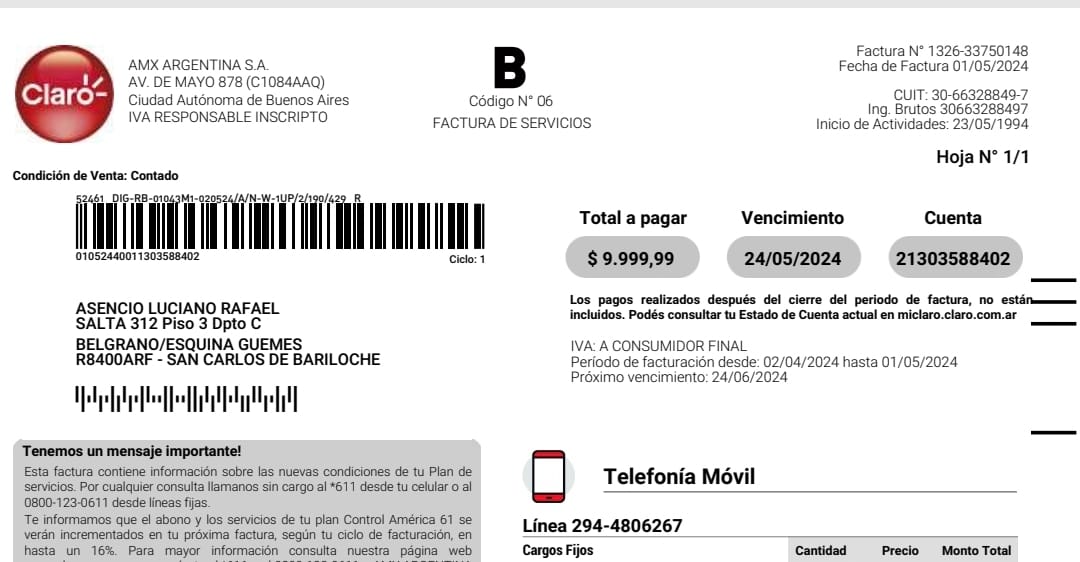 Claro
AMX ARGENTINA S.A.
AV. DE MAYO 878 (C1084AAQ)
Ciudad Autónoma de Buenos Aires
IVA RESPONSABLE INSCRIPTO
B
Código N° 06
FACTURA DE SERVICIOS
Factura N° 1326-33750148
Fecha de Factura 01/05/2024
CUIT: 30-66328849-7
Ing. Brutos 30663288497
Inicio de Actividades: 23/05/1994
Hoja N° 1/1
Condición de Venta: Contado
52461 DIG-RB-01043M1-020524/A/N-W-1UP/2/190/429 R
01052440011303588402
Ciclo: 1
Total a pagar Vencimiento Cuenta
$ 9.999,99 24/05/2024 21303588402
Los pagos realizados después del cierre del periodo de factura, no están
incluidos. Podés consultar tu Estado de Cuenta actual en miclaro.claro.com.ar
ASENCIO LUCIANO RAFAEL
SALTA 312 Piso 3 Dpto C
BELGRANO/ESQUINA GUEMES
R8400ARF - SAN CARLOS DE BARILOCHE
IVA: A CONSUMIDOR FINAL
Período de facturación desde: 02/04/2024 hasta 01/05/2024
Próximo vencimiento: 24/06/2024
Tenemos un mensaje importante!
Esta factura contiene información sobre las nuevas condiciones de tu Plan de
servicios. Por cualquier consulta llamanos sin cargo al *611 desde tu celular o al
0800-123-0611 desde líneas fijas.
Te informamos que el abono y los servicios de tu plan Control América 61 se
verán incrementados en tu próxima factura, según tu ciclo de facturación, en
hasta un 16%. Para mayor información consulta nuestra página web
Telefonía Móvil
Línea 294-4806267
Cargos Fijos Cantidad Precio Monto Total